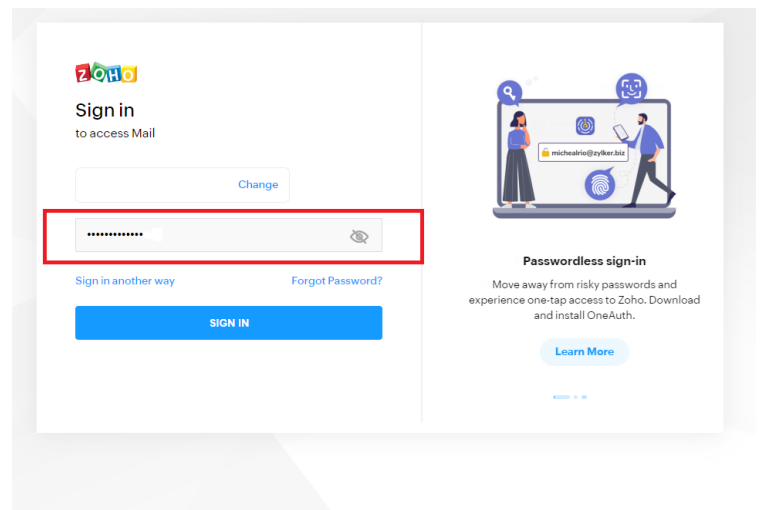 ZOHO
Sign in
to access Mail
Change
•••••••••••••
Sign in another way
Forgot Password?
SIGN IN
michealrio@zylker.biz
Passwordless sign-in
Move away from risky passwords and
experience one-tap access to Zoho. Download
and install OneAuth.
Learn More